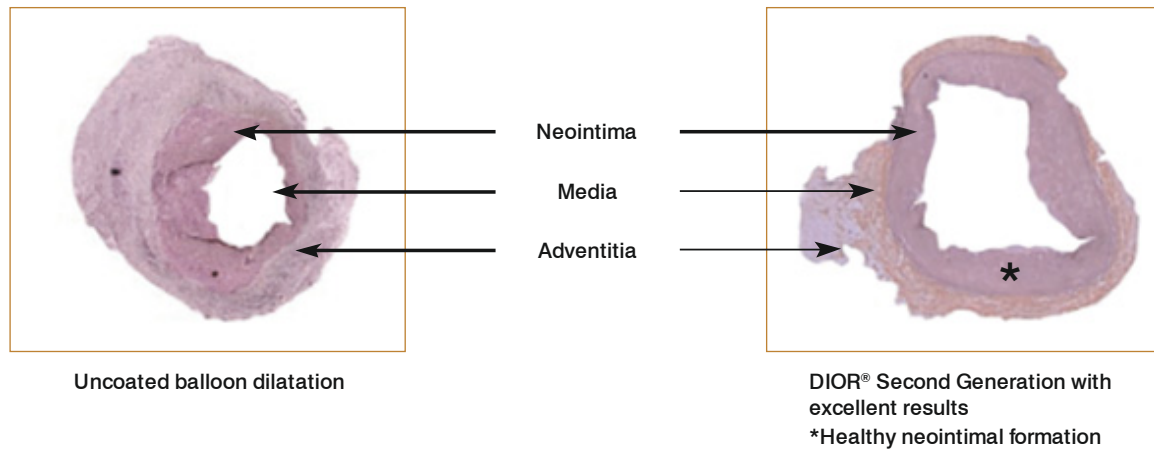 Neointima
Media
Adventitia
*
Uncoated balloon dilatation
DIOR® Second Generation with
excellent results
*Healthy neointimal formation